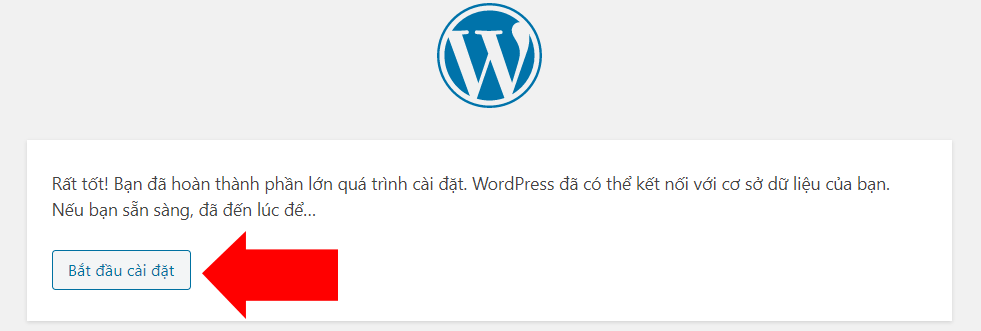 Rất tốt! Bạn đã hoàn thành phần lớn quá trình cài đặt. WordPress đã có thể kết nối với cơ sở dữ liệu của bạn.
Nếu bạn sẵn sàng, đã đến lúc để...
Bắt đầu cài đặt